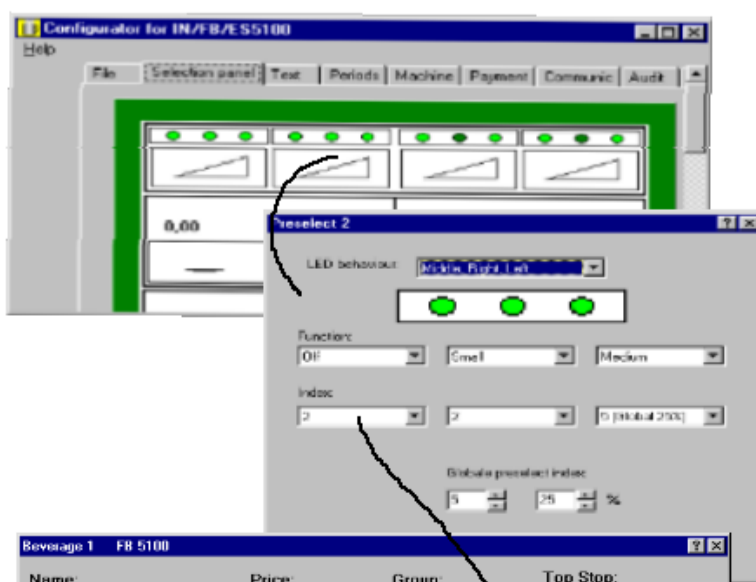 Configurator for IN/FB/ES5100
Help
File Selection panel Text Periods Machine Payment Communic Audit
0,00
Preselect 2
LED behaviour: Middle, Right, Left
Function:
Off Small Medium
Index:
2 2 5 (Global 25%)
Globale preselect index:
5 25 %
Beverage 1 FB 5100
Name: Price: Group: Top Stop: